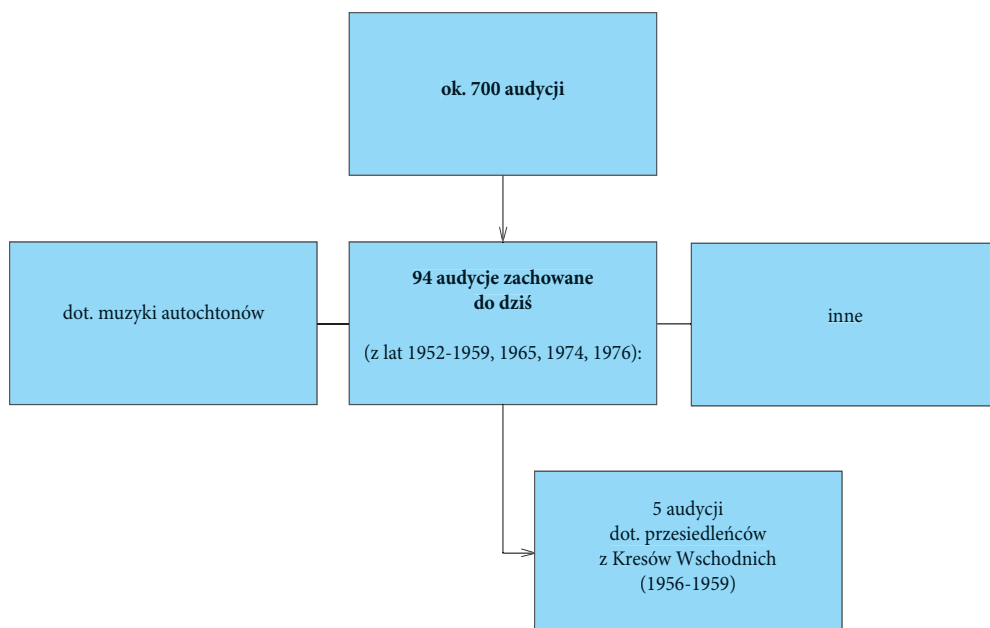 ok. 700 audycji
dot. muzyki autochtonów
94 audycje zachowane
do dziś
(z lat 1952-1959, 1965, 1974, 1976):
inne
5 audycji
dot. przesiedleńców
z Kresów Wschodnich
(1956-1959)